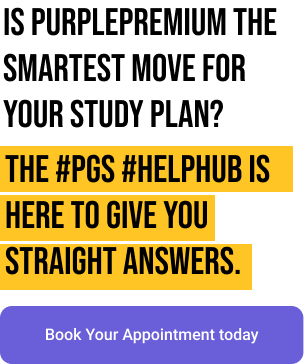 IS PURPLEPREMIUM THE
SMARTEST MOVE FOR
YOUR STUDY PLAN?
THE #PGS #HELPHUB IS
HERE TO GIVE YOU
STRAIGHT ANSWERS.
Book Your Appointment today